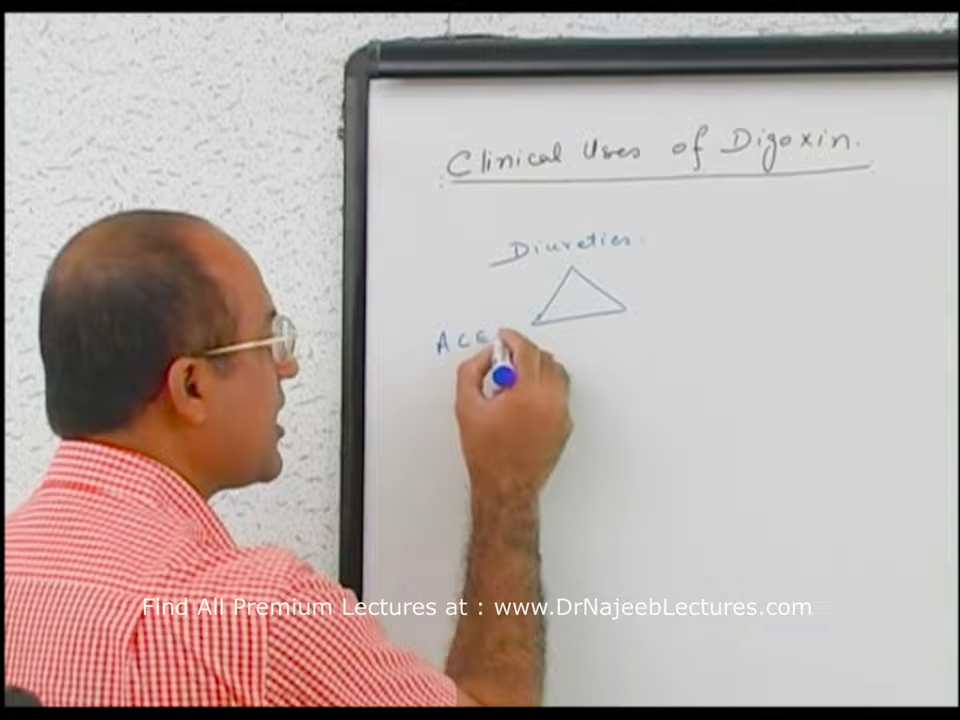 Clinical Uses of Digoxin.
Diuretics
ACE
Find All Premium Lectures at : www.DrNajeebLectures.com